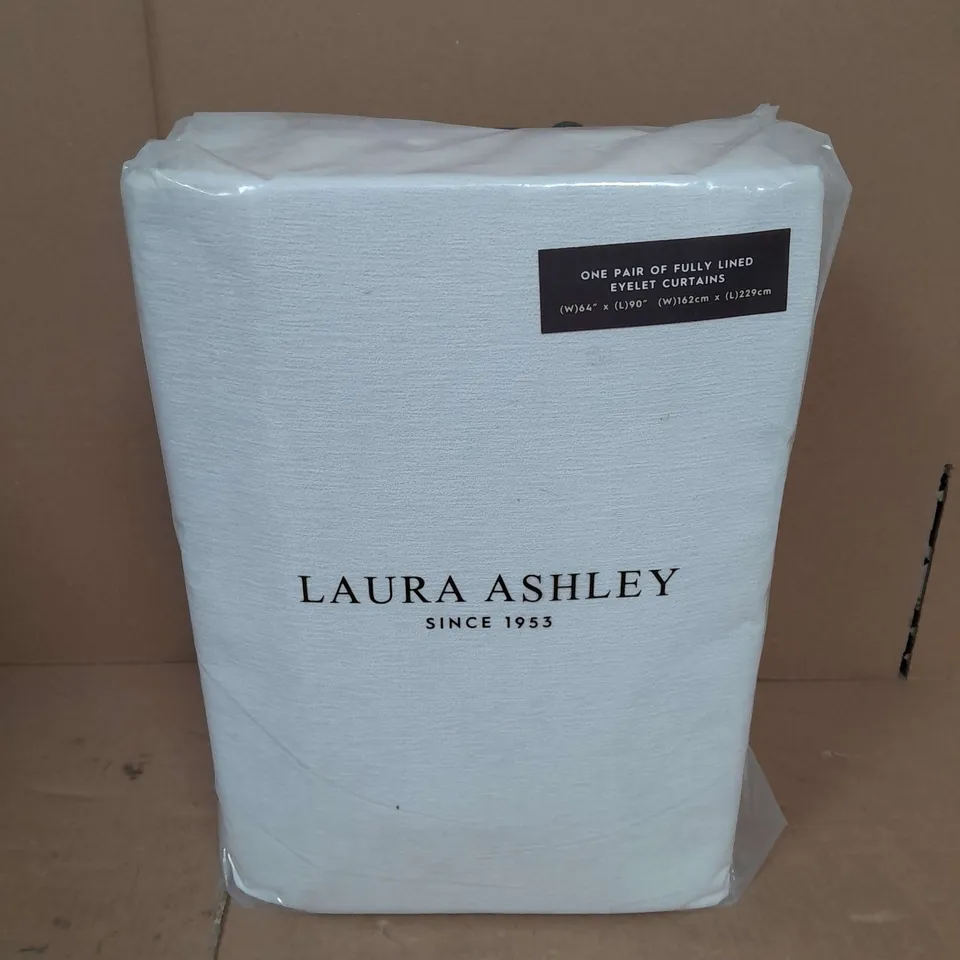 ONE PAIR OF FULLY LINED
EYELET CURTAINS
(W)64" x (L)90" (W)162cm x (L)229cm
LAURA ASHLEY
SINCE 1953